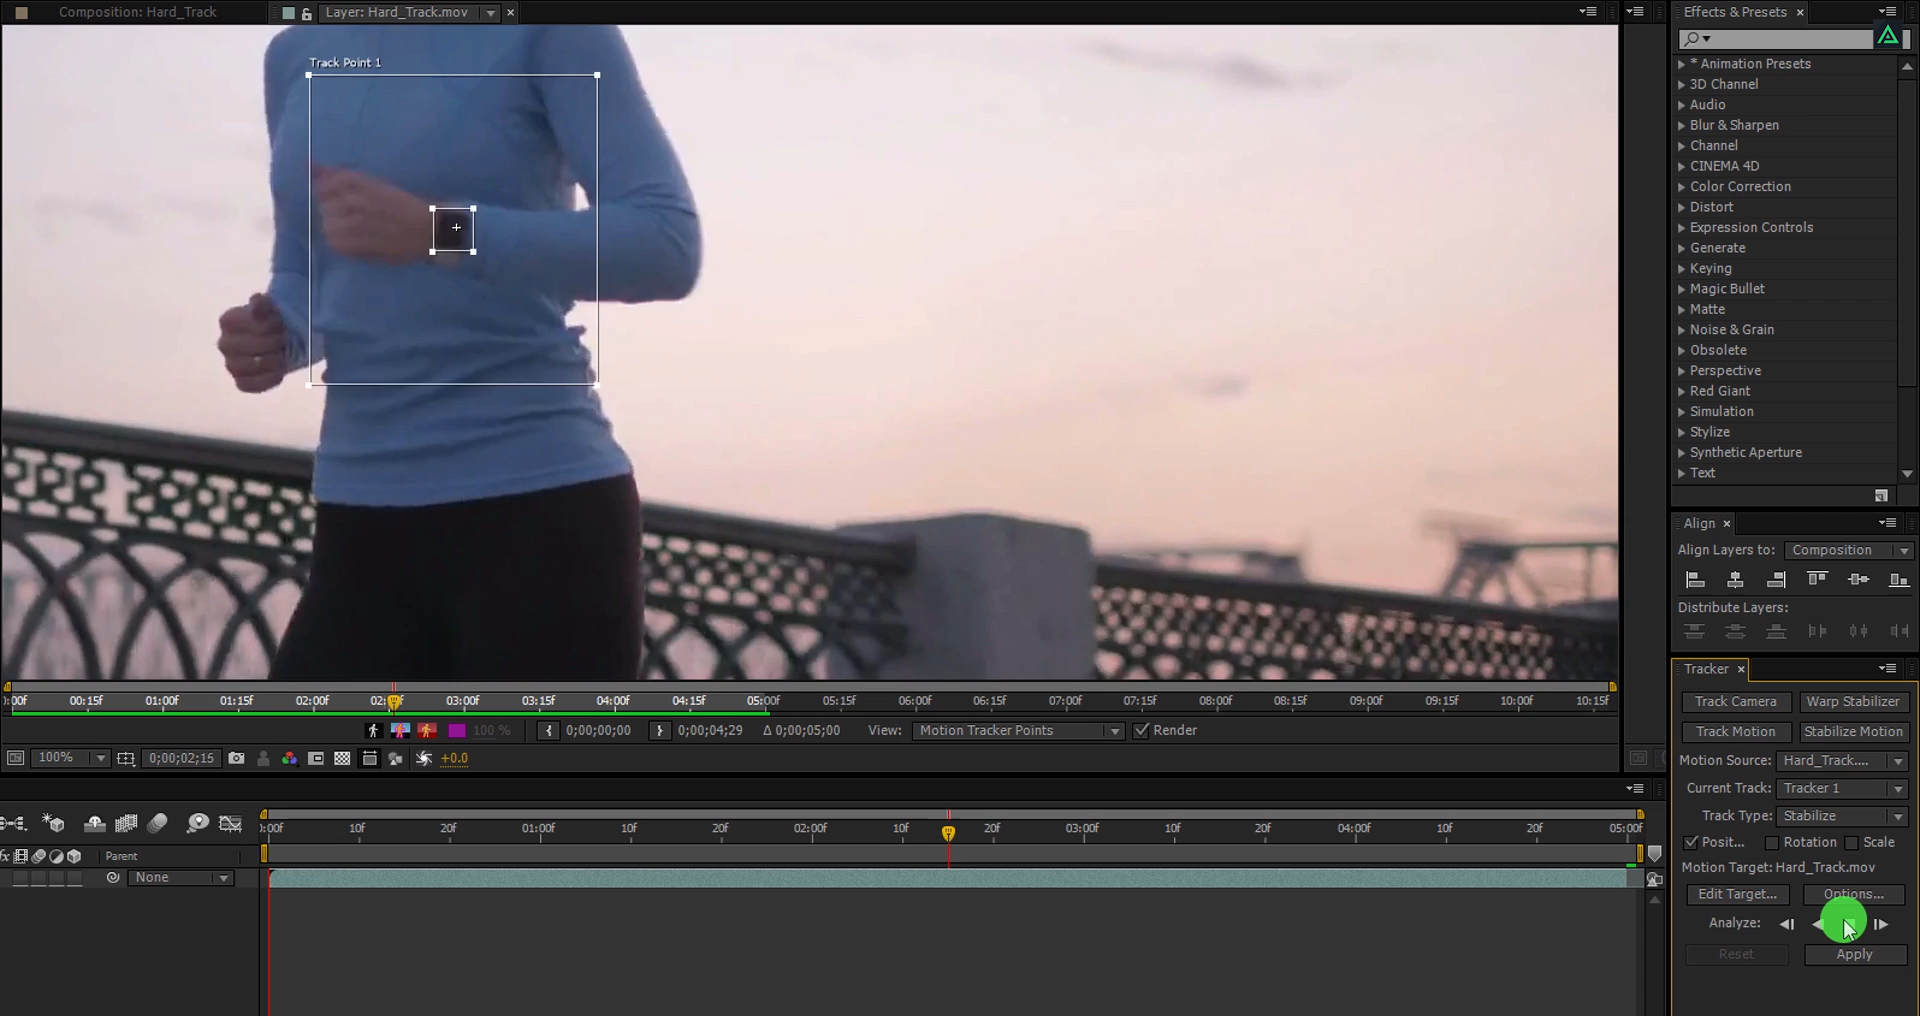 Composition: Hard_Track
Layer: Hard_Track.mov
Effects & Presets
Track Point 1
* Animation Presets
3D Channel
Audio
Blur & Sharpen
Channel
CINEMA 4D
Color Correction
Distort
Expression Controls
Generate
Keying
Magic Bullet
Matte
Noise & Grain
Obsolete
Perspective
Red Giant
Simulation
Stylize
Synthetic Aperture
Text
Align
Align Layers to: Composition
Distribute Layers:
Tracker
Track Camera Warp Stabilizer
Track Motion Stabilize Motion
Motion Source: Hard_Track....
Current Track: Tracker 1
Track Type: Stabilize
Posit... Rotation Scale
Motion Target: Hard_Track.mov
Edit Target... Options...
Analyze:
Reset Apply
):00f 00:15f 01:00f 01:15f 02:00f 03:00f 03:15f 04:00f 04:15f 05:00f 05:15f 06:00f 06:15f 07:00f 07:15f 08:00f 08:15f 09:00f 09:15f 10:00f 10:15f
100 % 0;00;00;00 0;00;04;29 Δ 0;00;05;00 View: Motion Tracker Points Render
100% 0;00;02;15 +0.0
):00f 10f 20f 01:00f 10f 20f 02:00f 10f 20f 03:00f 10f 20f 04:00f 10f 20f 05:00f
fx Parent
None